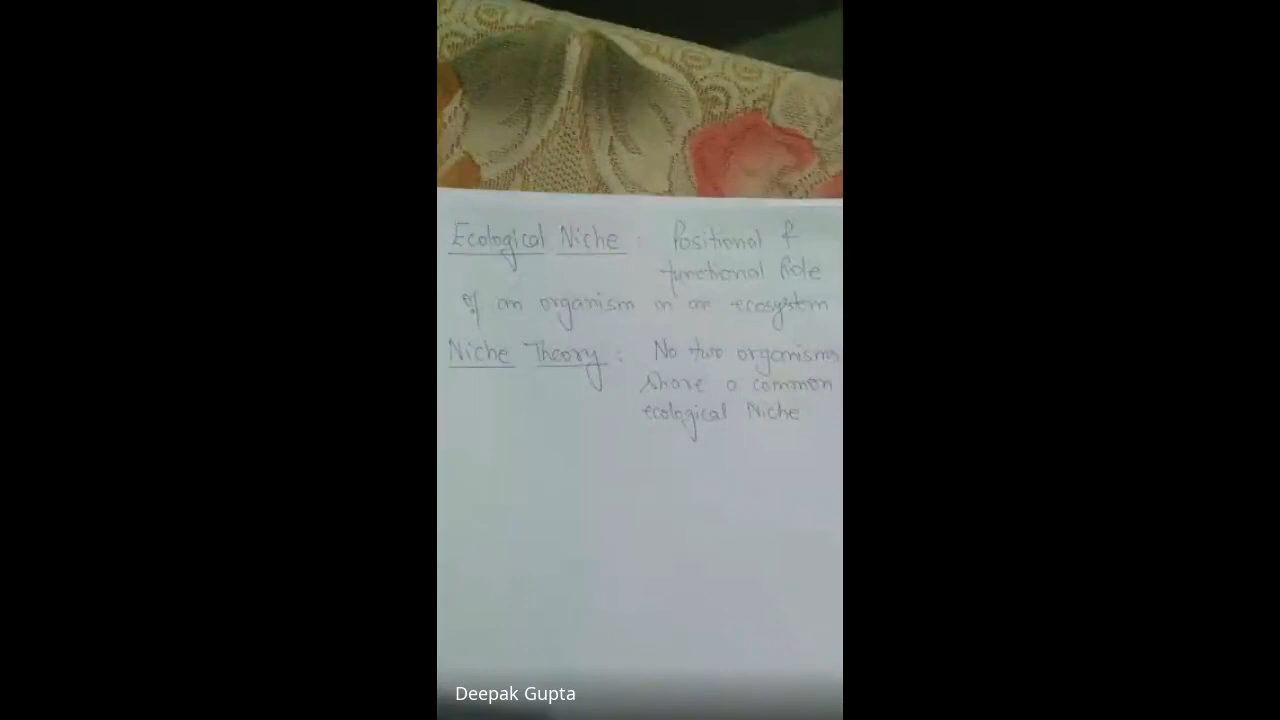 Ecological Niche : Positional &
functional Role
of an organism in an ecosystem
Niche Theory : No two organisms
share a common
ecological Niche
Deepak Gupta